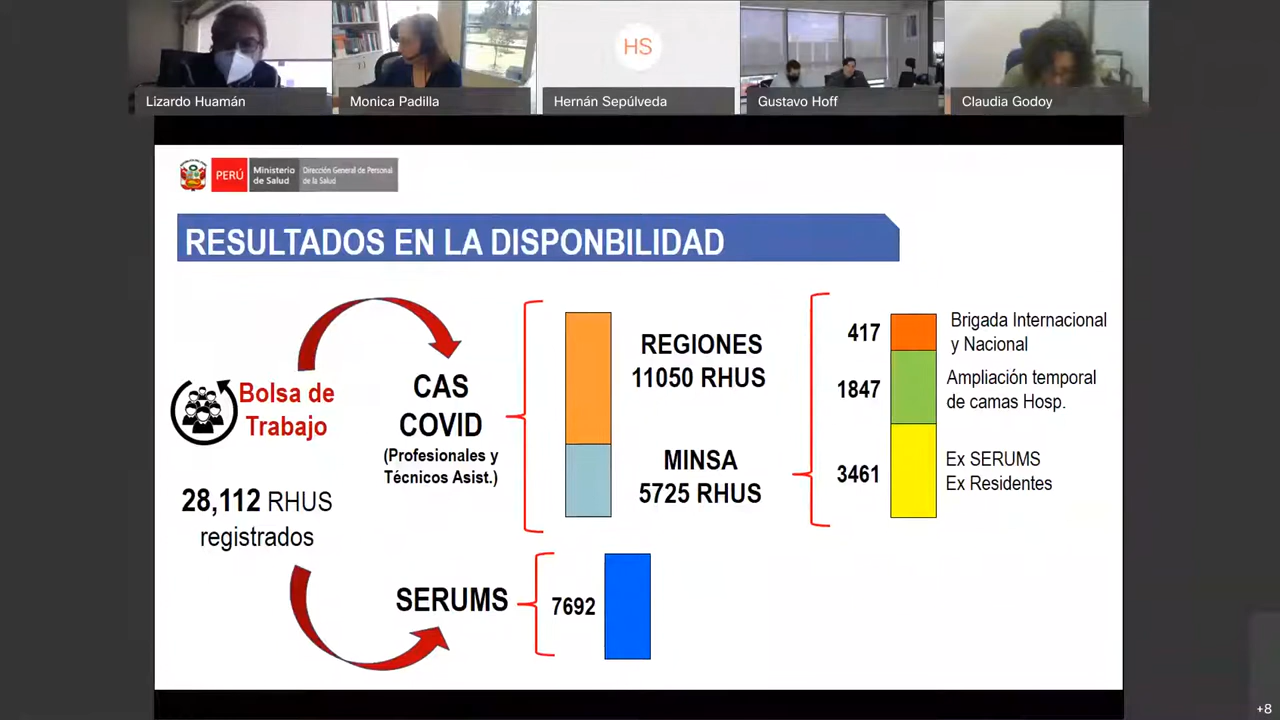 HS
Lizardo Huamán
Monica Padilla
Hernán Sepúlveda
Gustavo Hoff
Claudia Godoy
PERÚ
Ministerio
de Salud
Dirección General de Personal
de la Salud
RESULTADOS EN LA DISPONBILIDAD
Bolsa de
Trabajo
28,112 RHUS
registrados
CAS
COVID
(Profesionales y
Técnicos Asist.)
REGIONES
11050 RHUS
MINSA
5725 RHUS
417
Brigada Internacional
y Nacional
1847
Ampliación temporal
de camas Hosp.
3461
Ex SERUMS
Ex Residentes
SERUMS
7692
+8